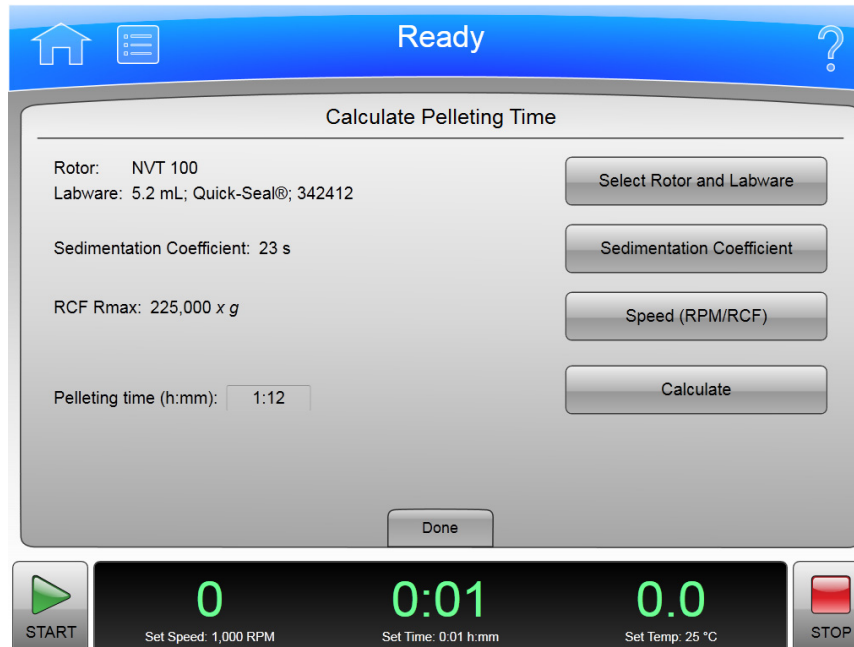 Ready
?
Calculate Pelleting Time
Rotor: NVT 100
Labware: 5.2 mL; Quick-Seal®; 342412
Select Rotor and Labware
Sedimentation Coefficient: 23 s
Sedimentation Coefficient
RCF Rmax: 225,000 x g
Speed (RPM/RCF)
Pelleting time (h:mm): 1:12
Calculate
Done
START
0
Set Speed: 1,000 RPM
0:01
Set Time: 0:01 h:mm
0.0
Set Temp: 25 °C
STOP